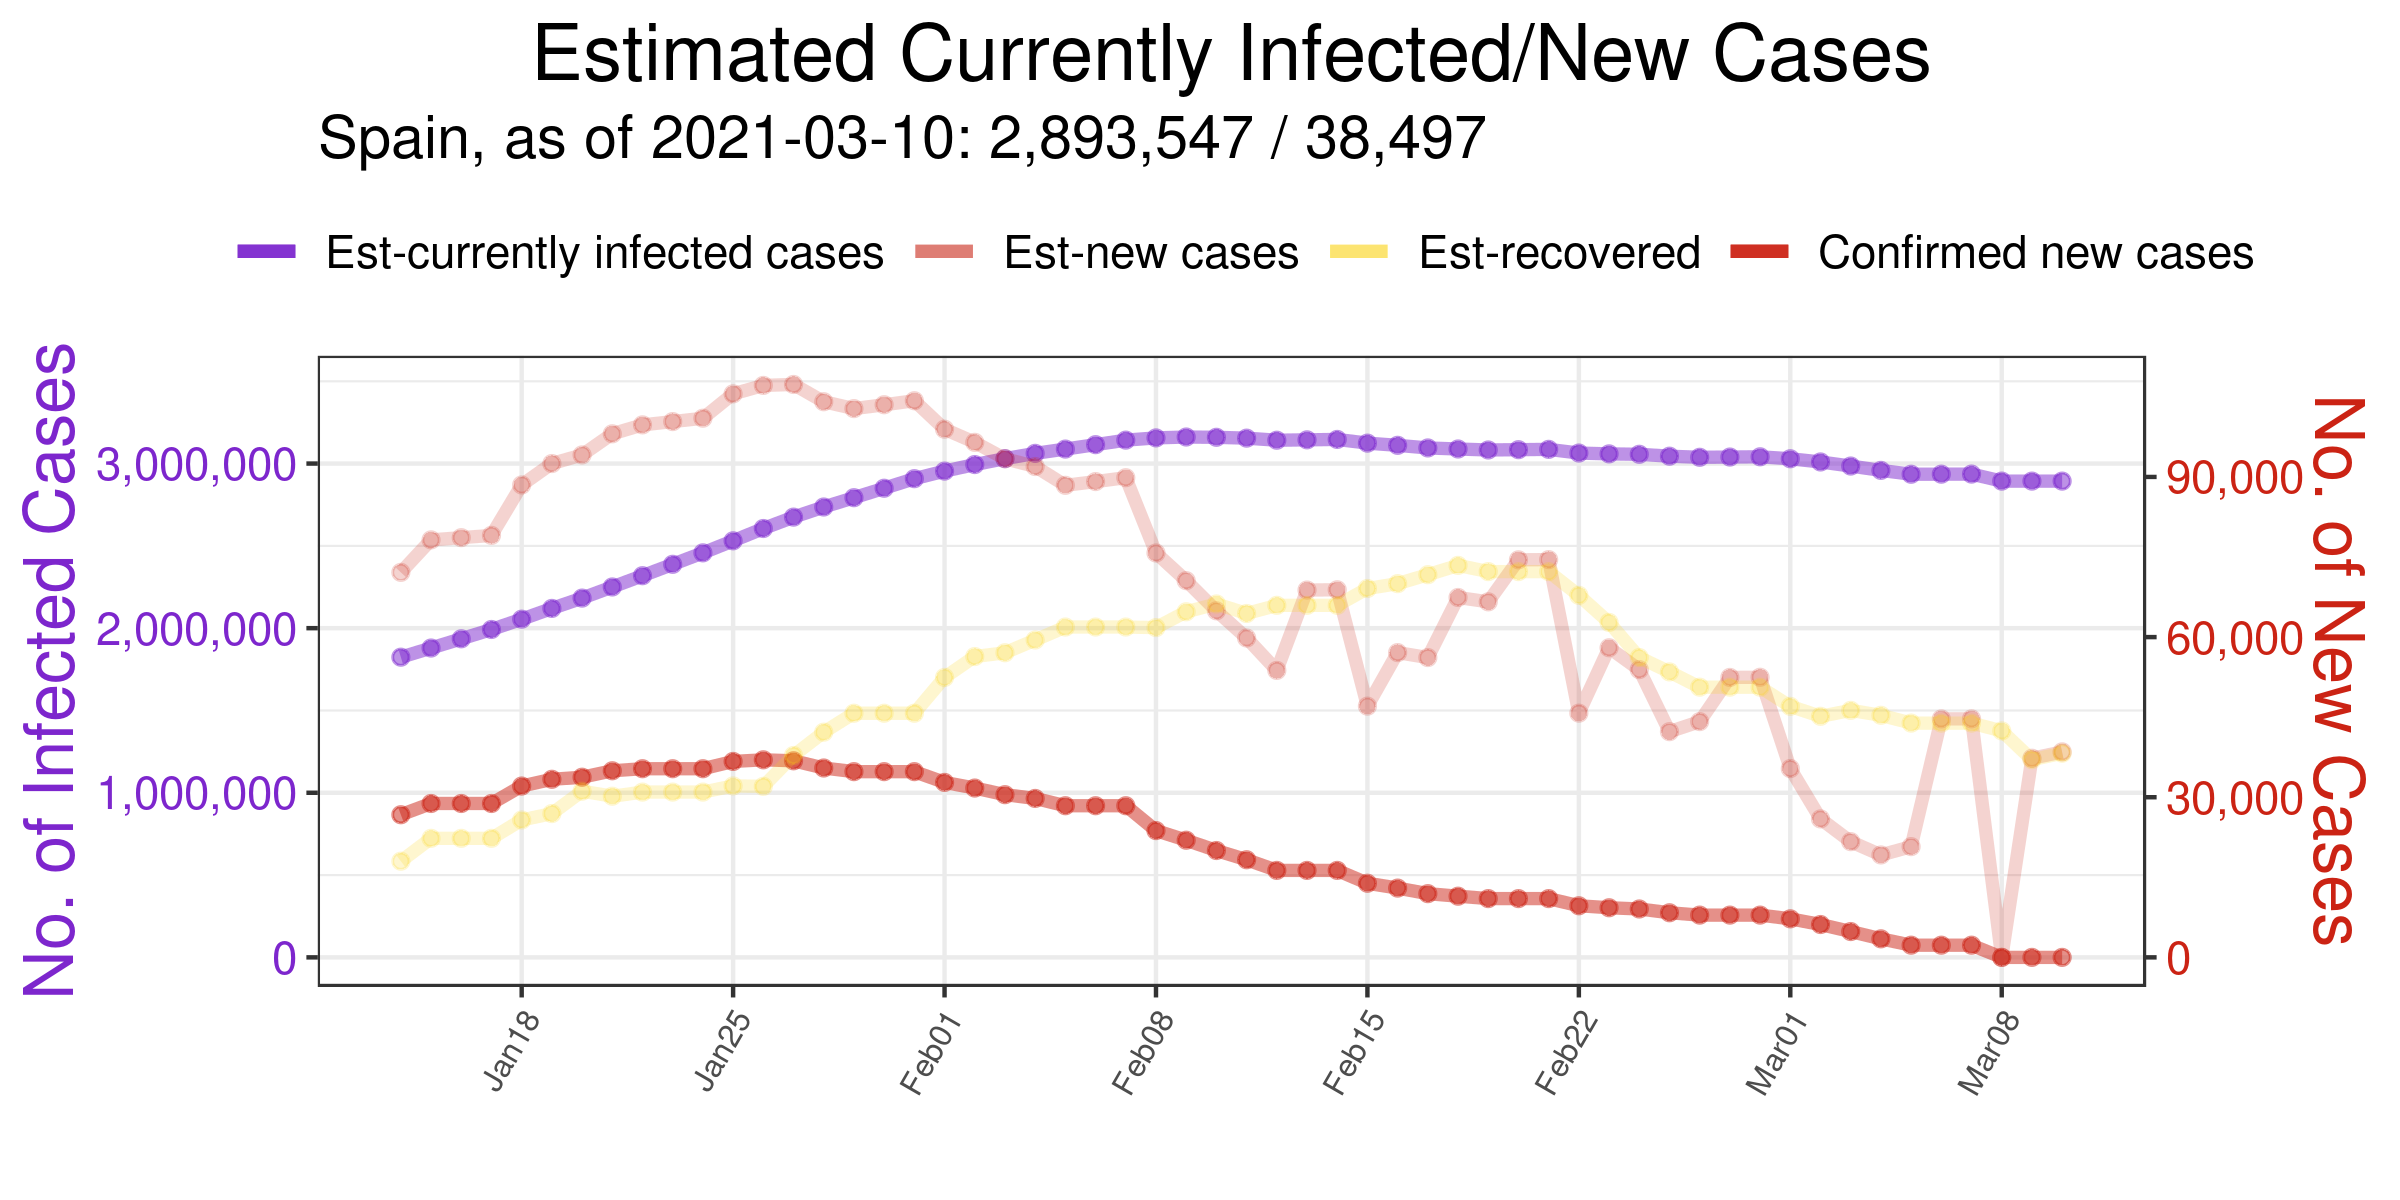 Estimated Currently Infected/New Cases
Spain, as of 2021-03-10: 2,893,547 / 38,497
Est-currently infected cases Est-new cases Est-recovered Confirmed new cases
No. of Infected Cases
3,000,000
2,000,000
1,000,000
0
90,000
60,000
30,000
0
No. of New Cases
Jan18 Jan25 Feb01 Feb08 Feb15 Feb22 Mar01 Mar08